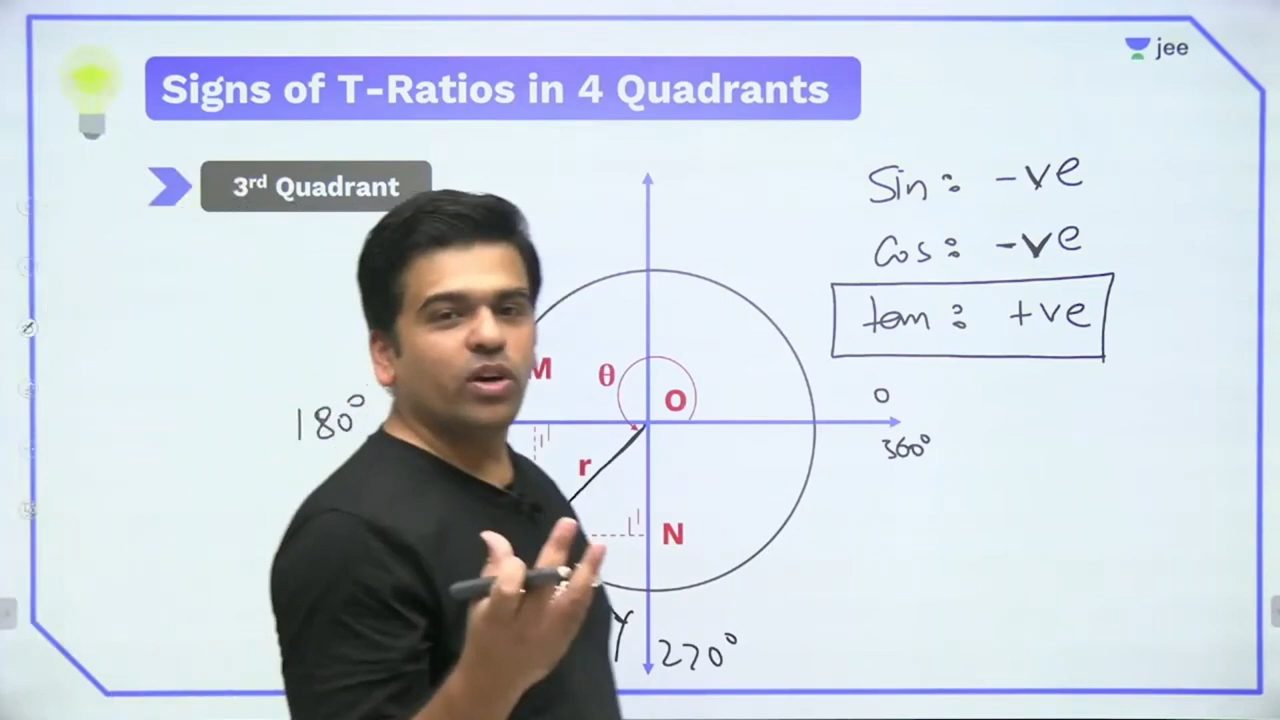 jee
Signs of T-Ratios in 4 Quadrants
3rd Quadrant
Sin: -ve
Cos: -ve
tan: +ve
M
θ
O
0
180°
360°
r
N
270°